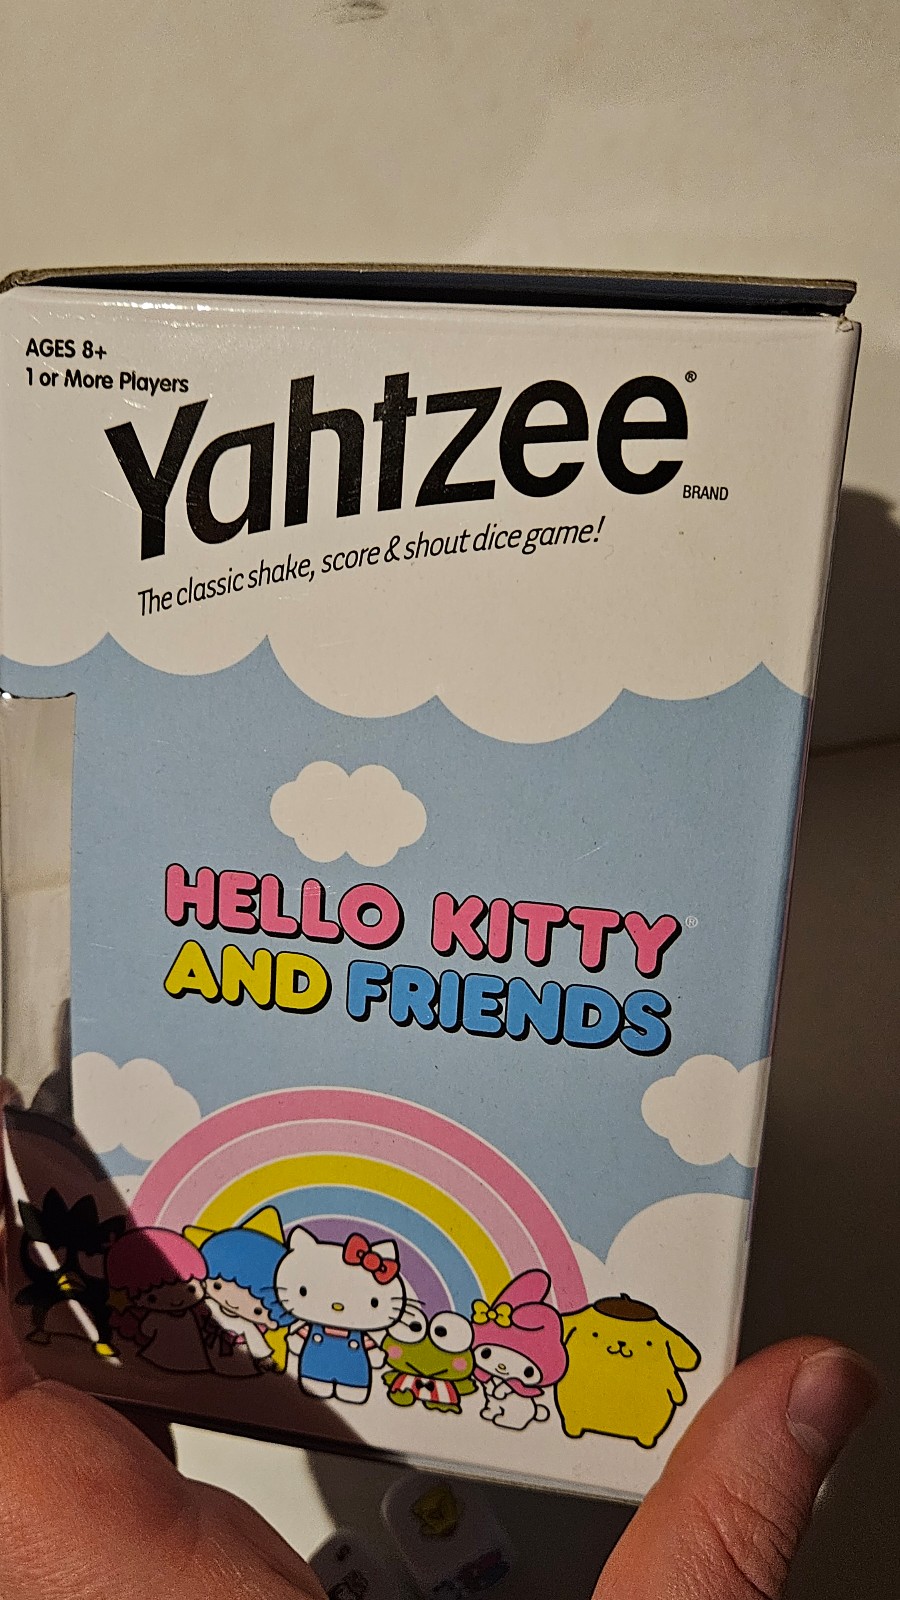 AGES 8+
1 or More Players
Yahtzee®
BRAND
The classic shake, score & shout dice game!
HELLO KITTY®
AND FRIENDS